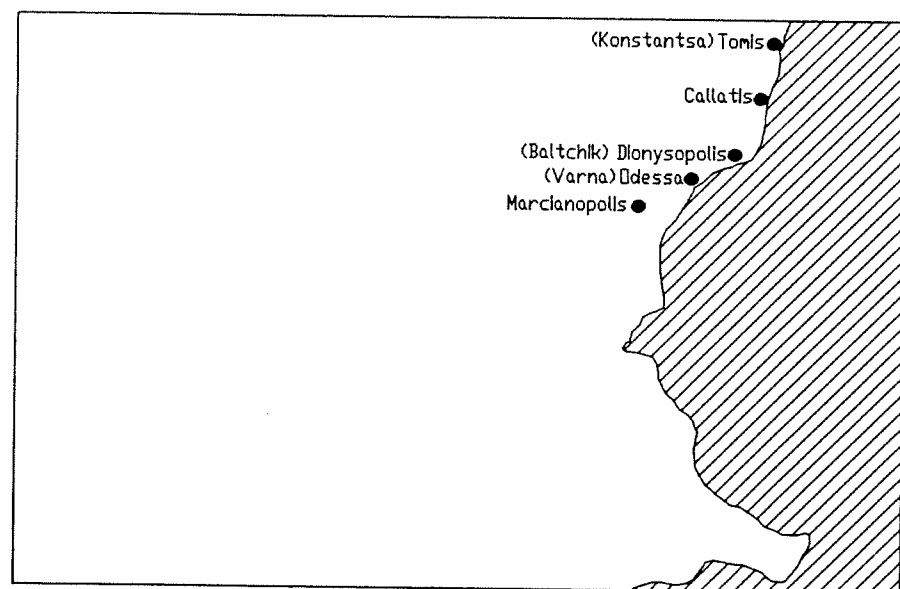 (Konstantsa) Tomis
Callatis
(Baltchik) Dionysopolis
(Varna) Odessa
Marcianopolis